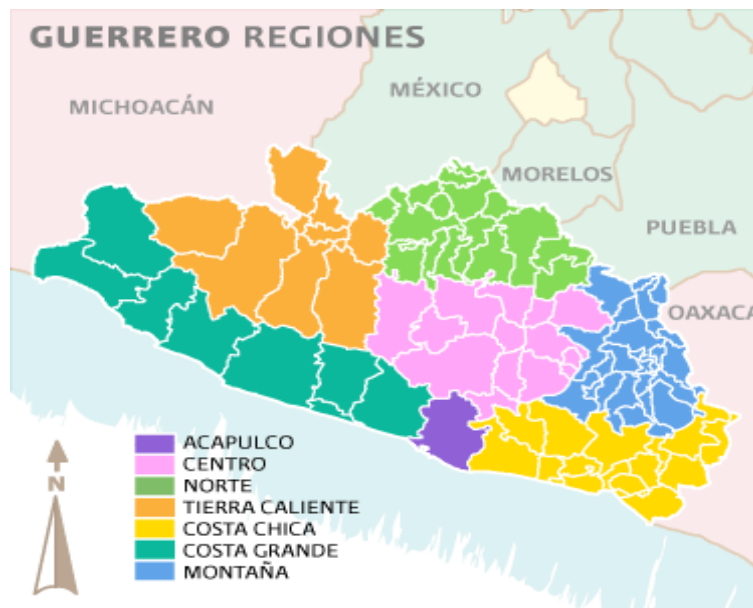 GUERRERO REGIONES
MÉXICO
MICHOACÁN
MORELOS
PUEBLA
OAXACA
ACAPULCO
CENTRO
NORTE
TIERRA CALIENTE
COSTA CHICA
COSTA GRANDE
MONTAÑA
N